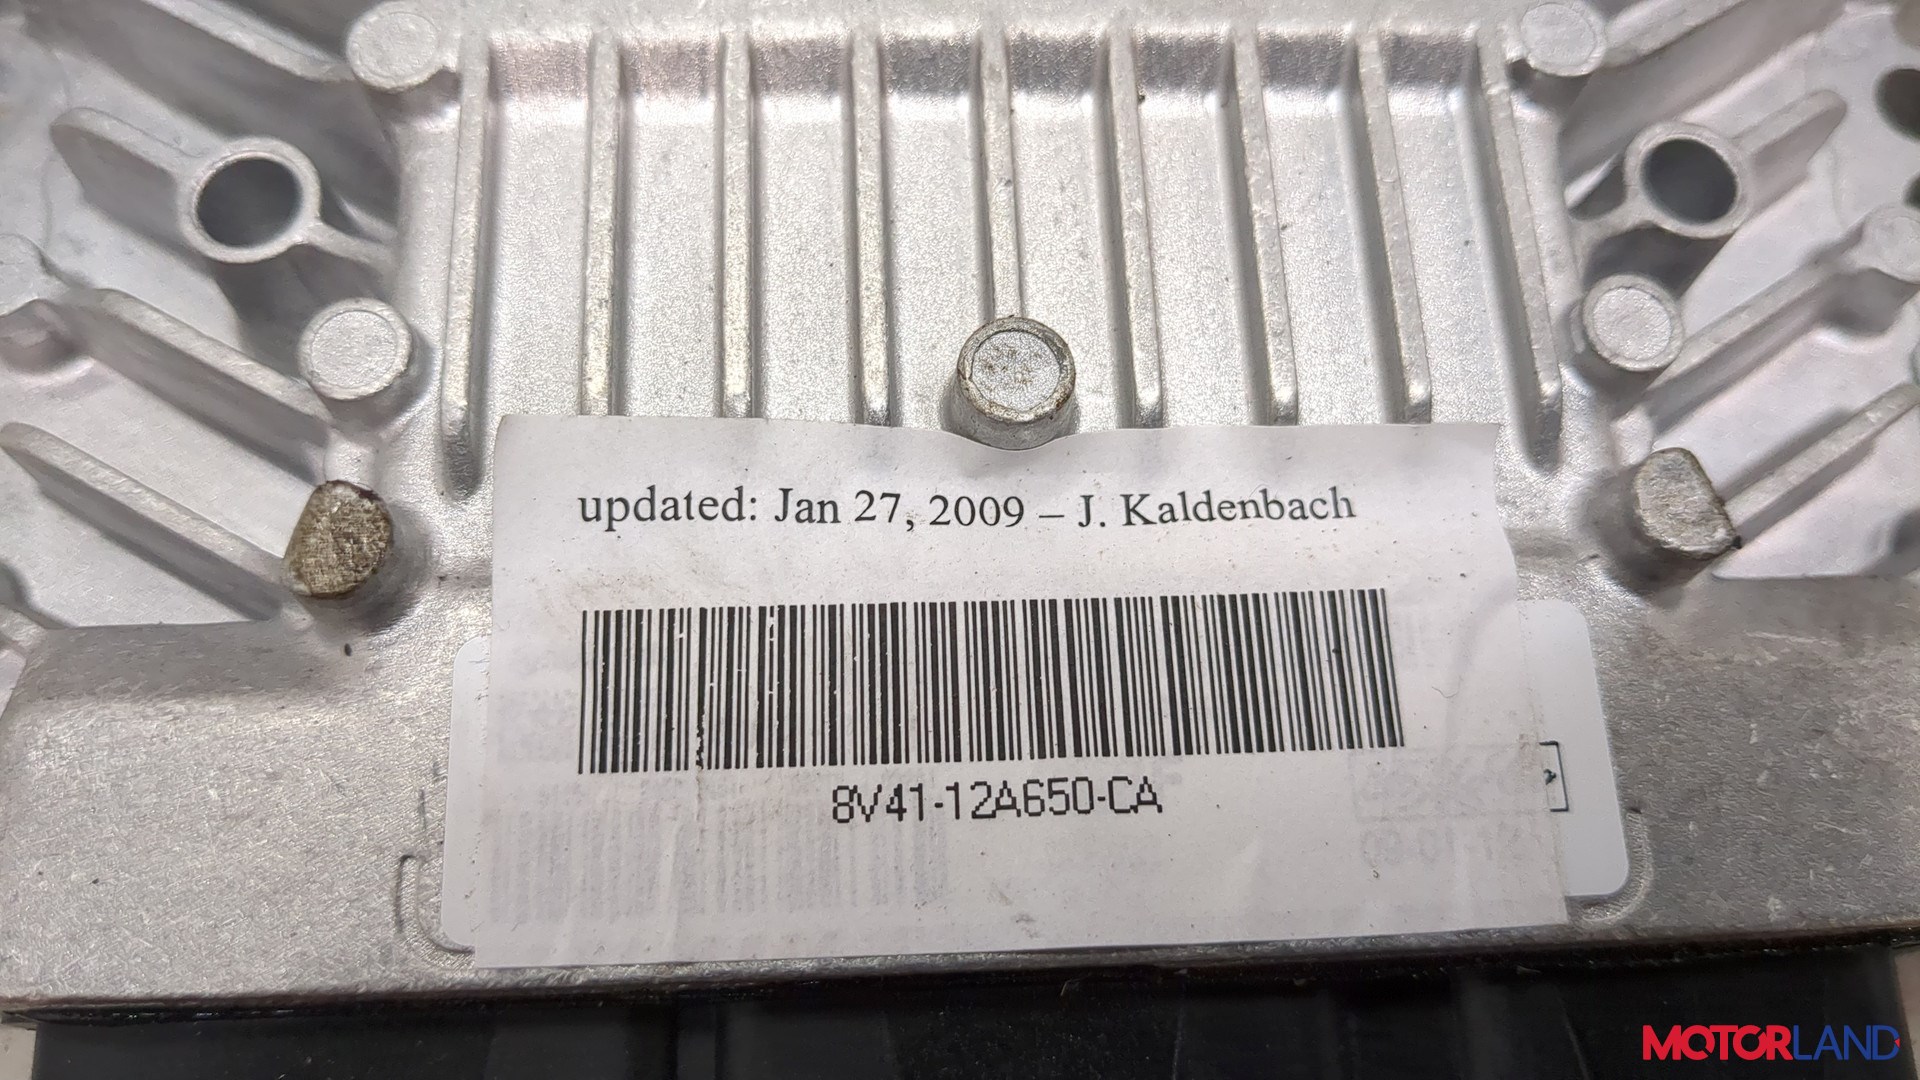 updated: Jan 27, 2009 – J. Kaldenbach
8V41-12A650-CA
MOTORLAND